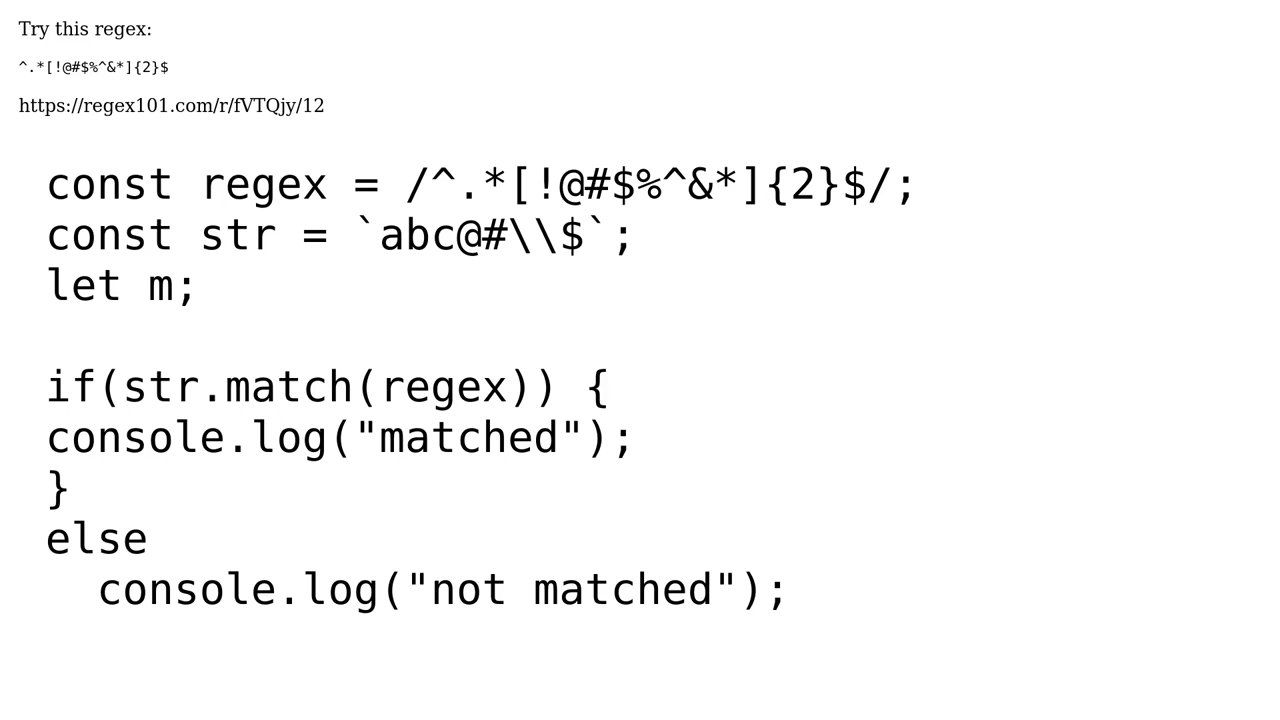 Try this regex:
^.*[!@#$%^&*]{2}$
https://regex101.com/r/fVTQjy/12
const regex = /^.*[!@#$%^&*]{2}$/;
const str = `abc@#\\$`;
let m;
if(str.match(regex)) {
console.log("matched");
}
else
  console.log("not matched");